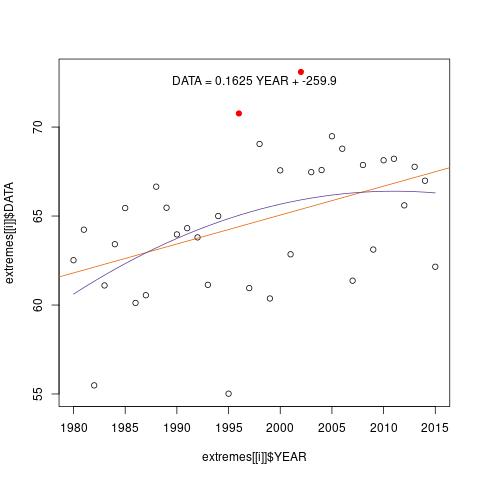 DATA = 0.1625 YEAR + -259.9
extremes[[i]]$DATA
70
65
60
55
1980 1985 1990 1995 2000 2005 2010 2015
extremes[[i]]$YEAR